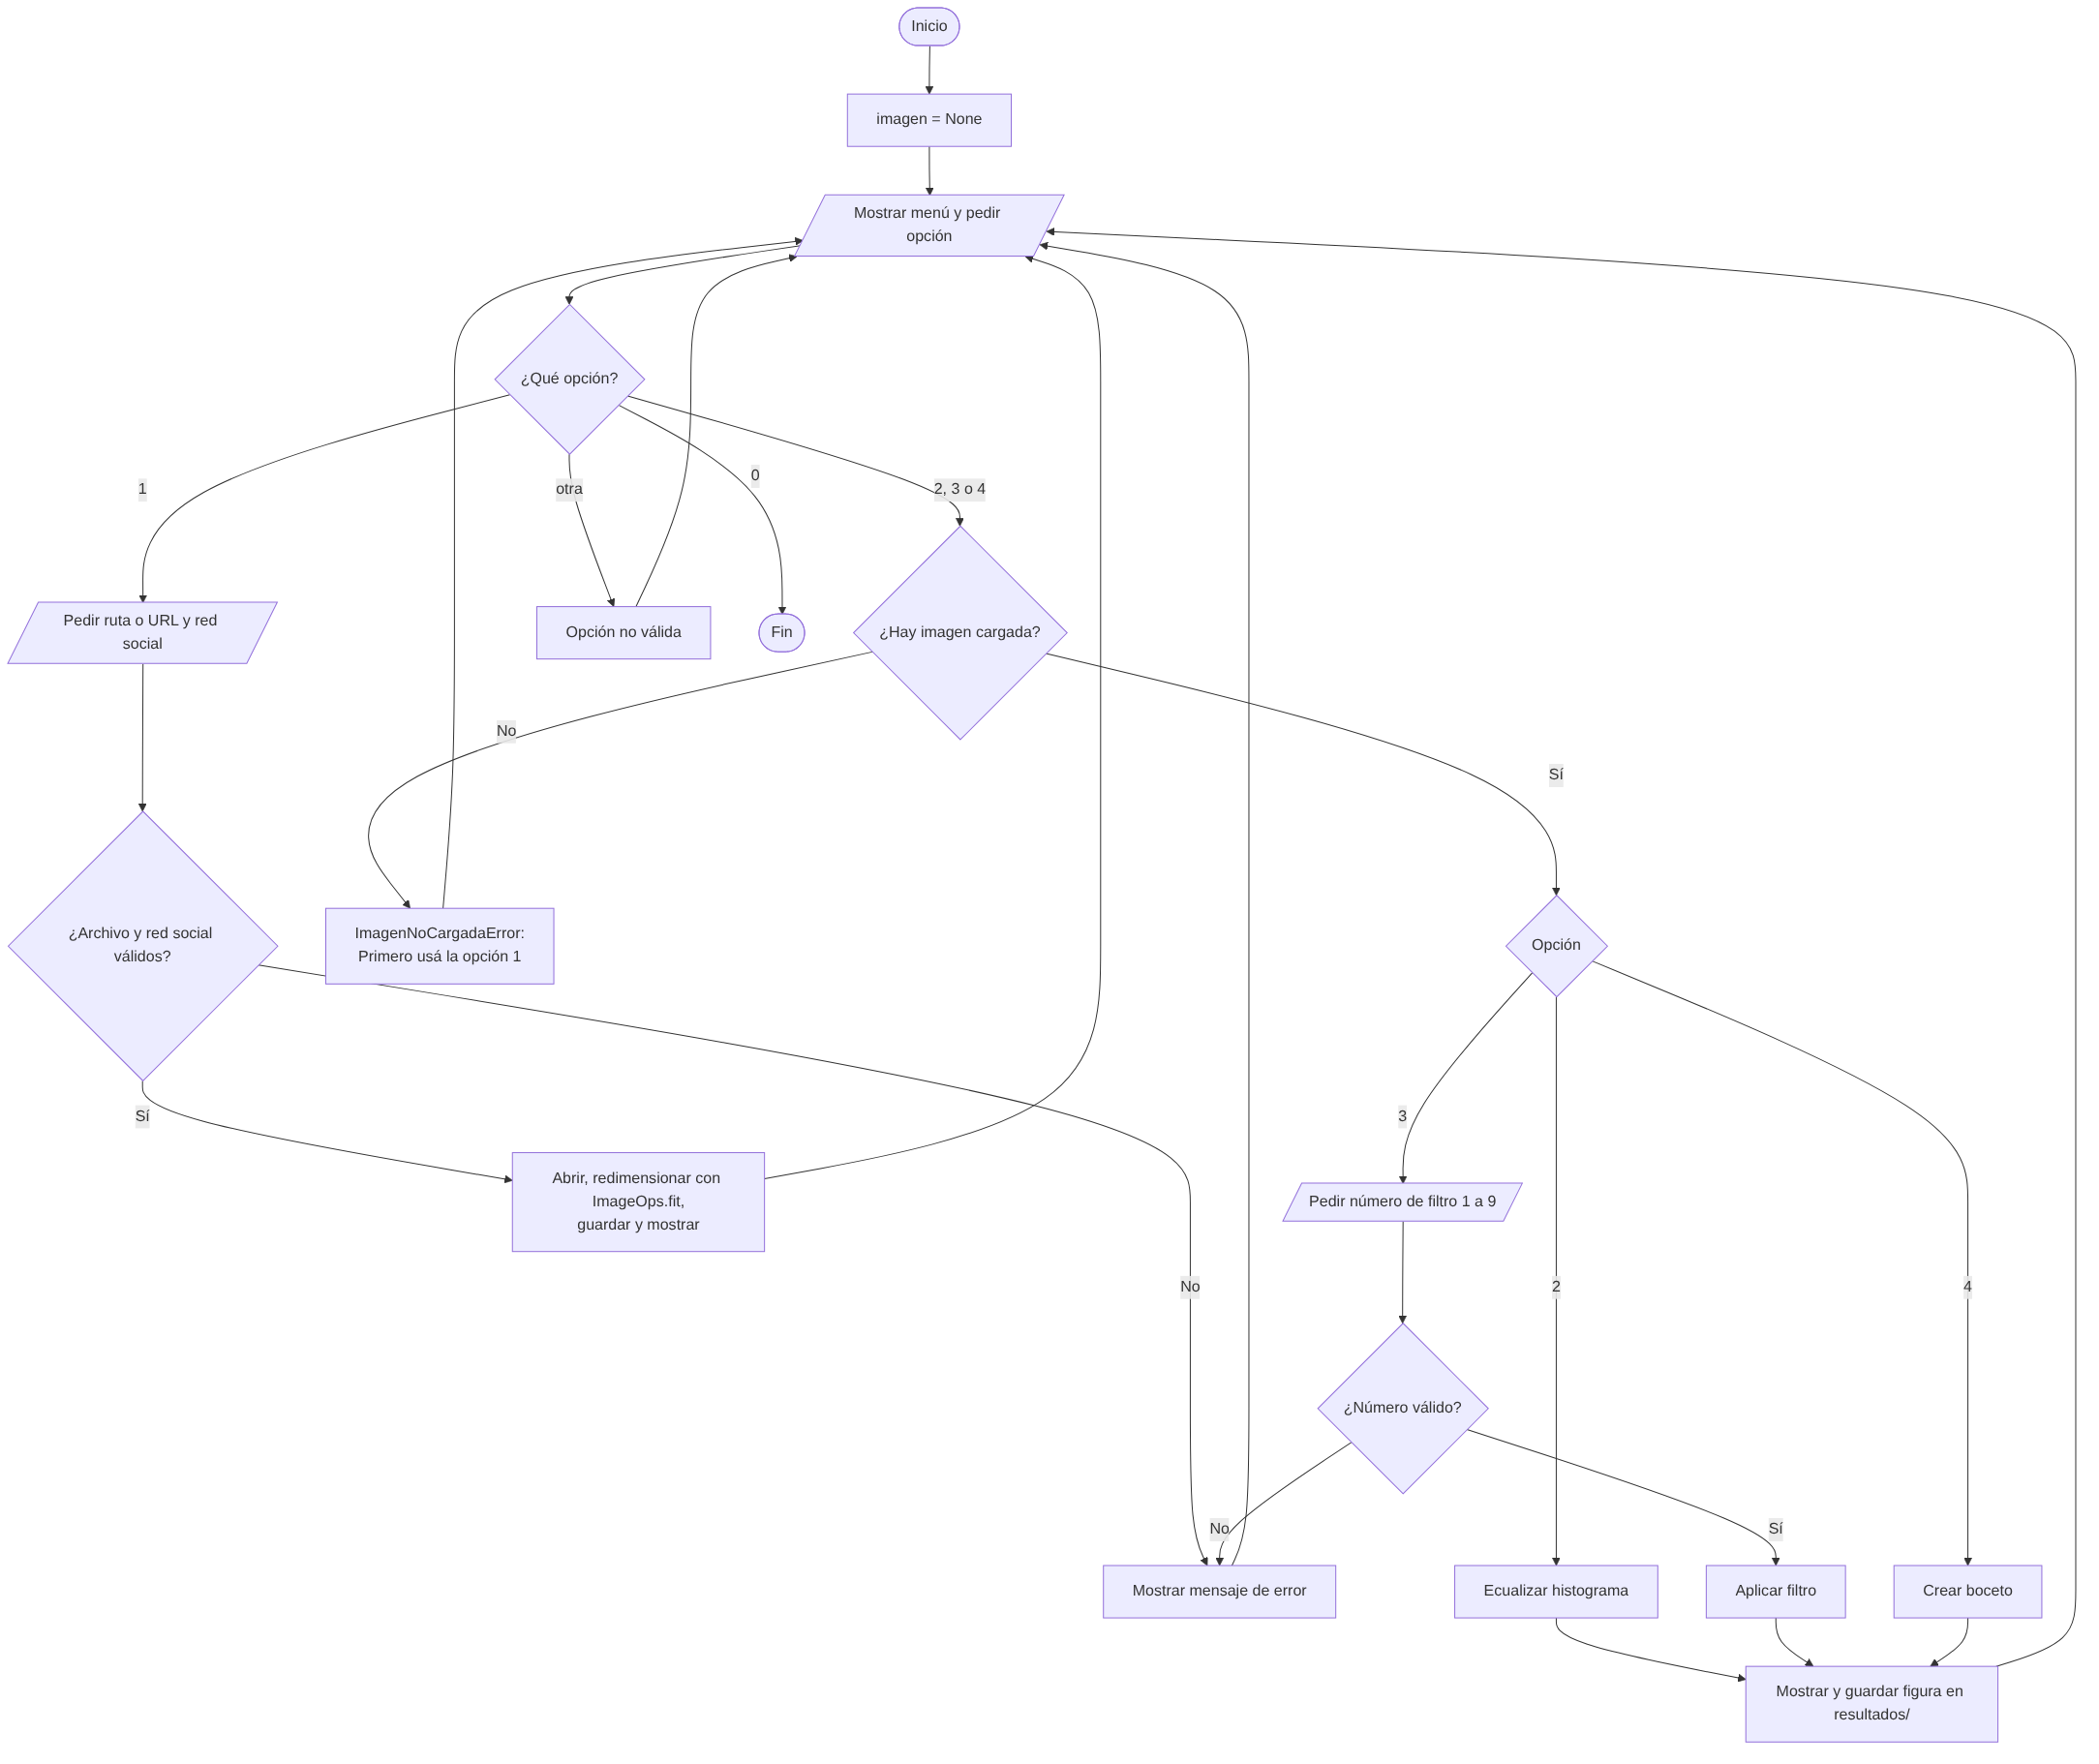 Inicio
imagen = None
Mostrar menú y pedir
opción
¿Qué opción?
1
otra
0
2, 3 o 4
Pedir ruta o URL y red
social
Opción no válida
Fin
¿Hay imagen cargada?
No
Sí
¿Archivo y red social
válidos?
ImagenNoCargadaError:
Primero usá la opción 1
Opción
Sí
3
Abrir, redimensionar con
ImageOps.fit,
guardar y mostrar
Pedir número de filtro 1 a 9
No
2
4
¿Número válido?
No
Sí
Mostrar mensaje de error
Ecualizar histograma
Aplicar filtro
Crear boceto
Mostrar y guardar figura en
resultados/